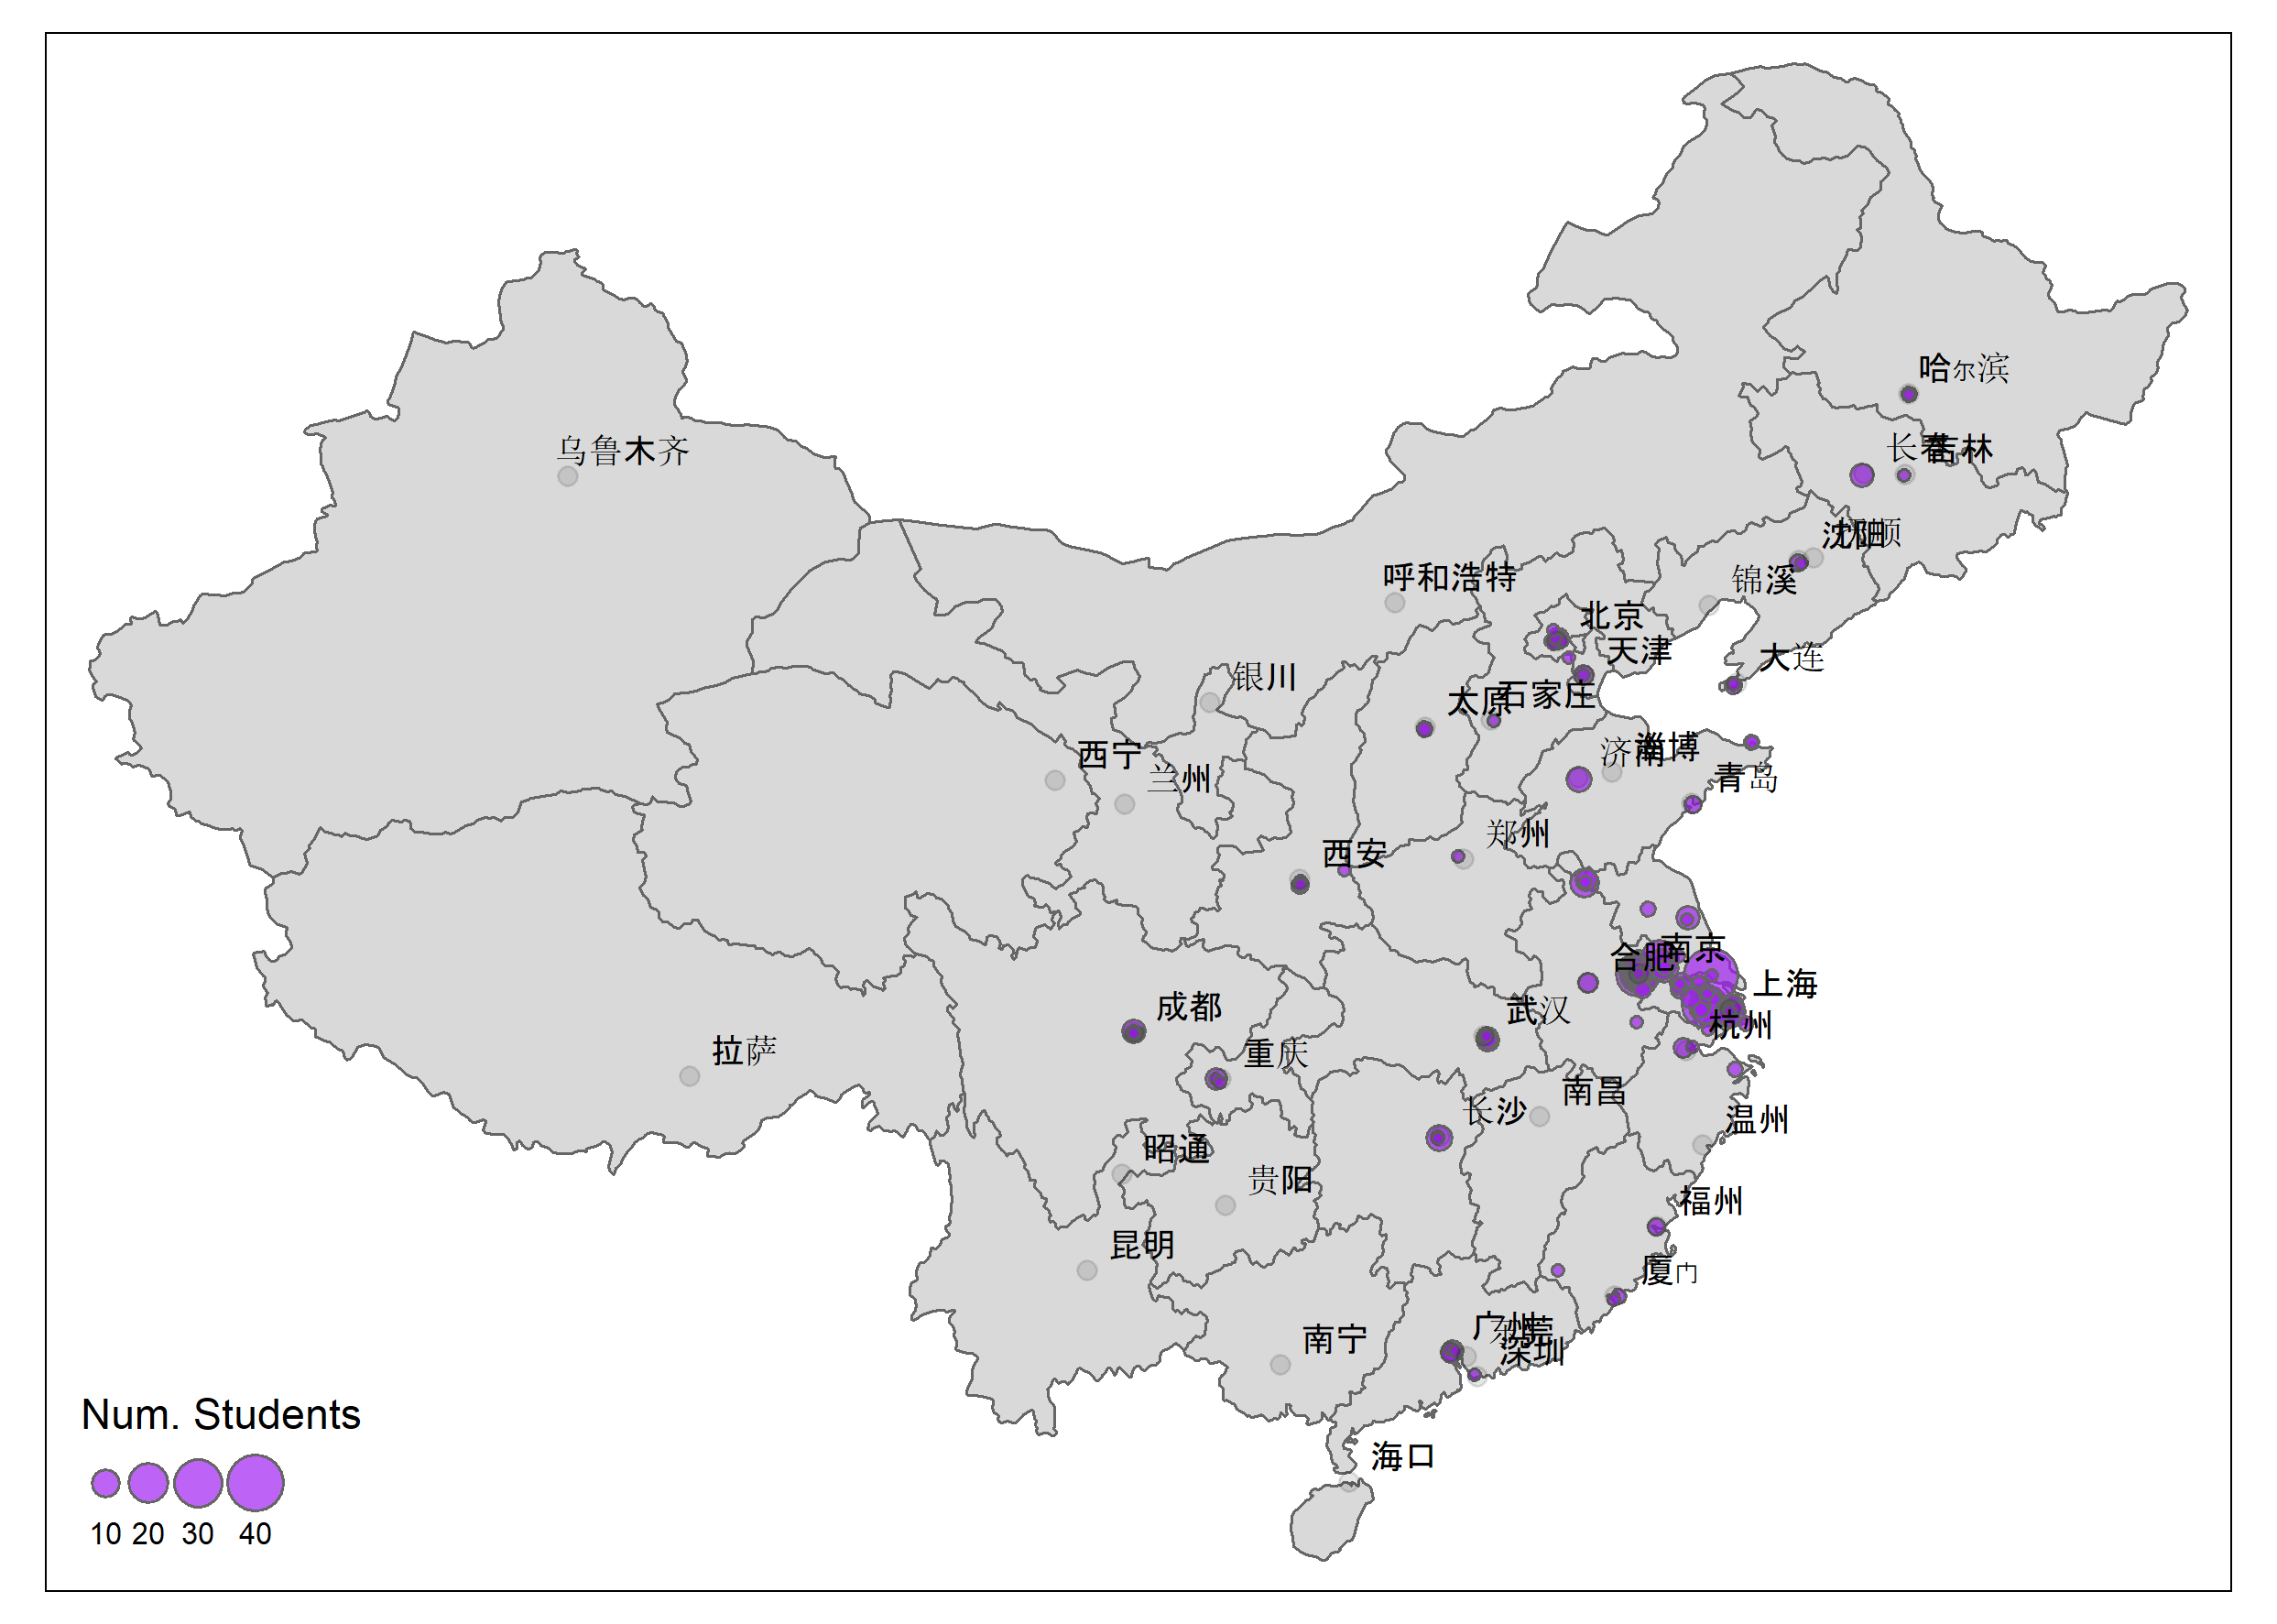 哈尔滨
长春
吉林
乌鲁木齐
沈阳
抚顺
呼和浩特
锦溪
北京
天津
大连
银川
太原
石家庄
西宁
兰州
济南
淄博
青岛
郑州
西安
合肥
南京
上海
成都
武汉
杭州
拉萨
重庆
南昌
长沙
温州
昭通
贵阳
福州
昆明
厦门
南宁
广州
东莞
深圳
海口
Num. Students
10 20 30 40